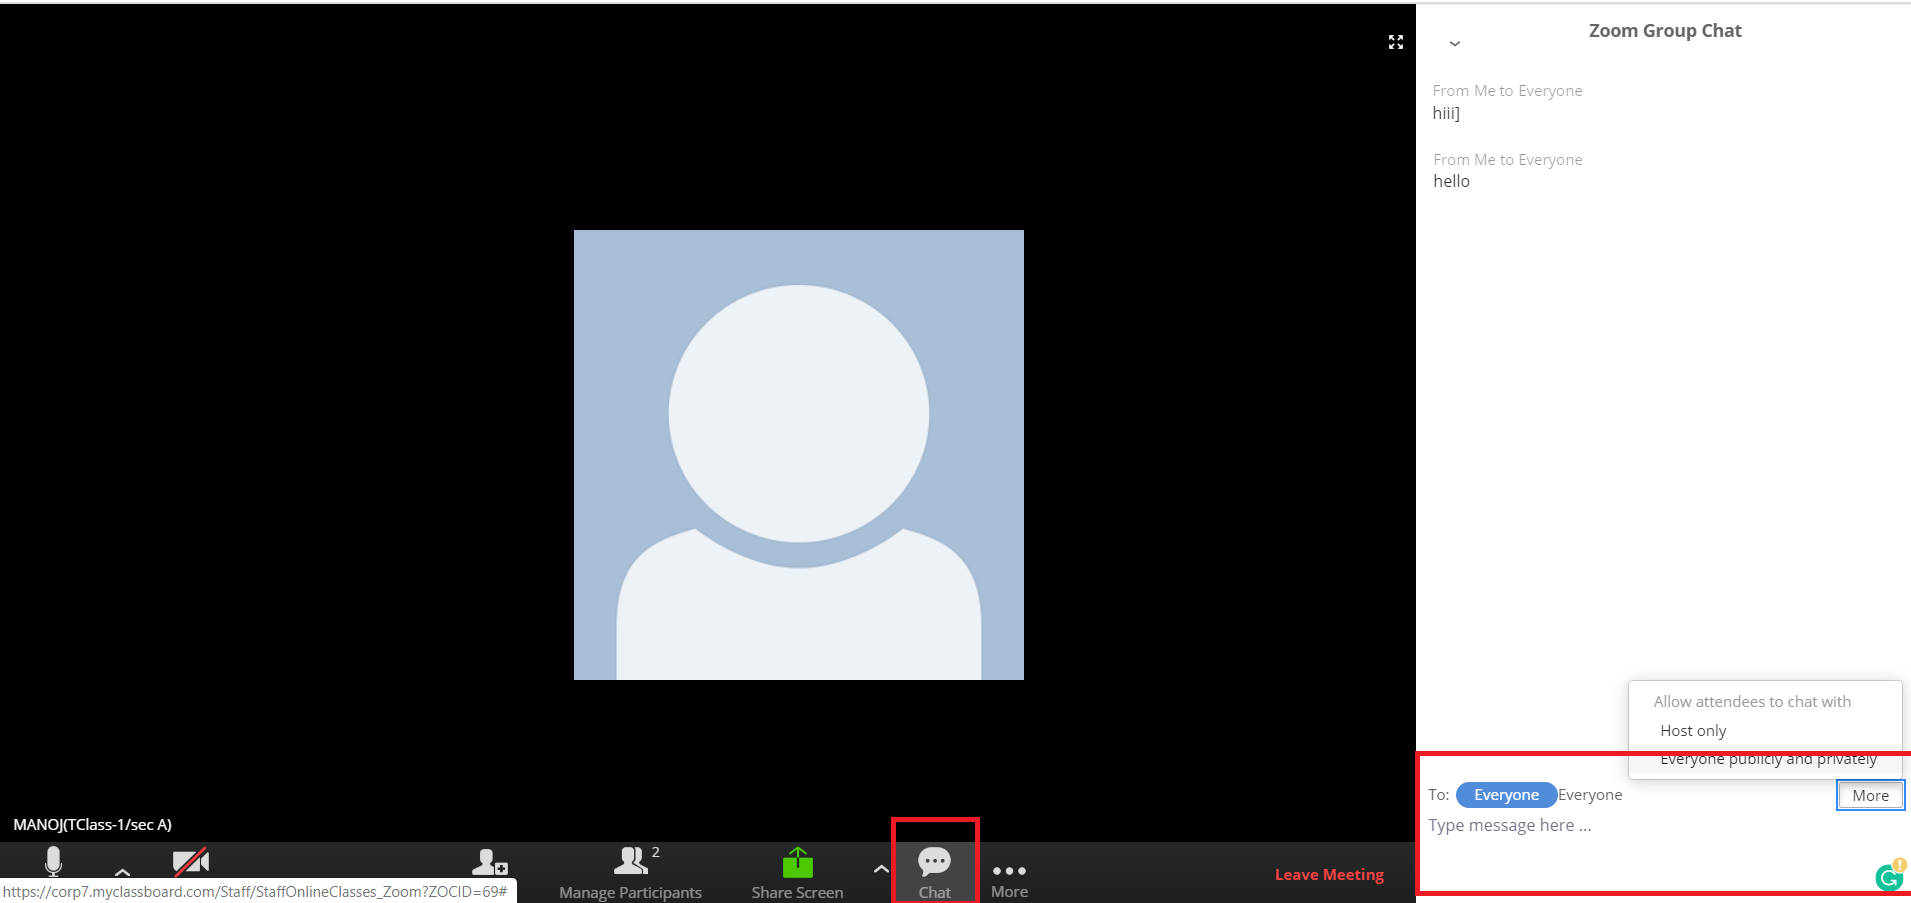 Zoom Group Chat
From Me to Everyone
hiii]
From Me to Everyone
hello
Allow attendees to chat with
Host only
Everyone publicly and privately
To: Everyone Everyone
More
Type message here ...
MANOJ(TClass-1/sec A)
2
Manage Participants
Share Screen
Chat
More
Leave Meeting
https://corp7.myclassboard.com/Staff/StaffOnlineClasses_Zoom?ZOCID=69#